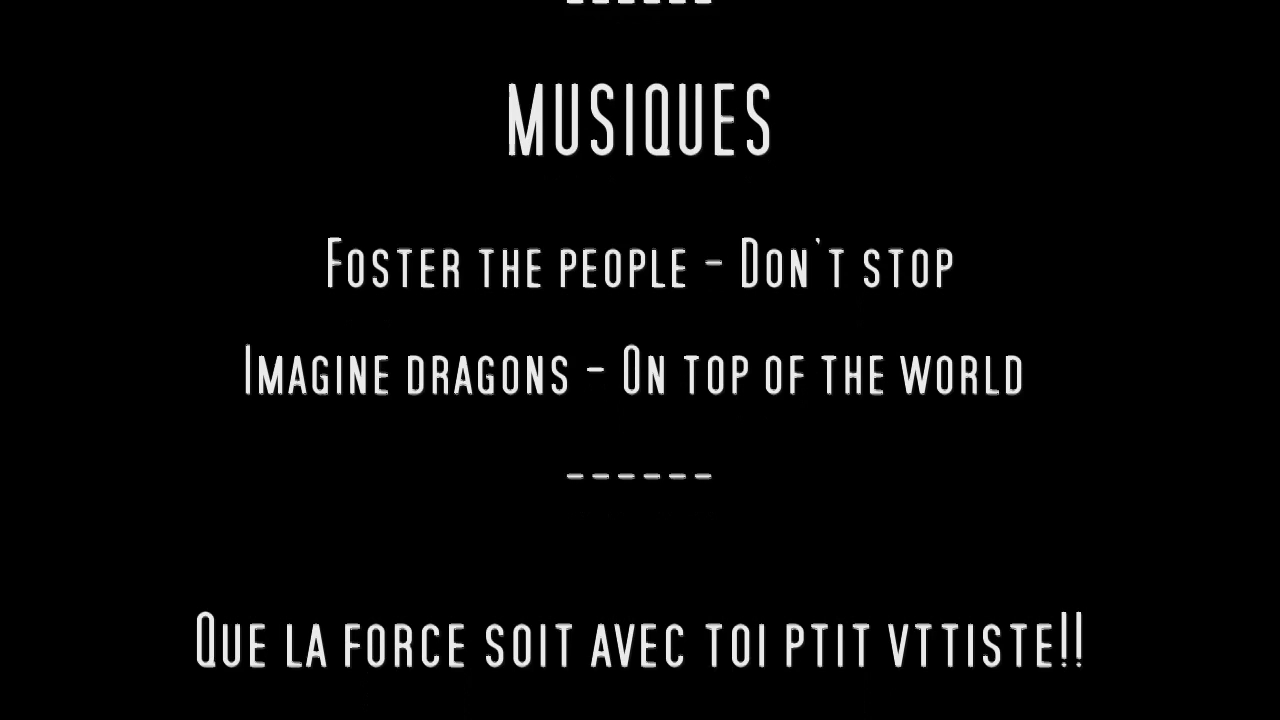 ------
MUSIQUES
Foster the people - Don't stop
Imagine dragons - On top of the world
------
Que la force soit avec toi ptit vttiste!!